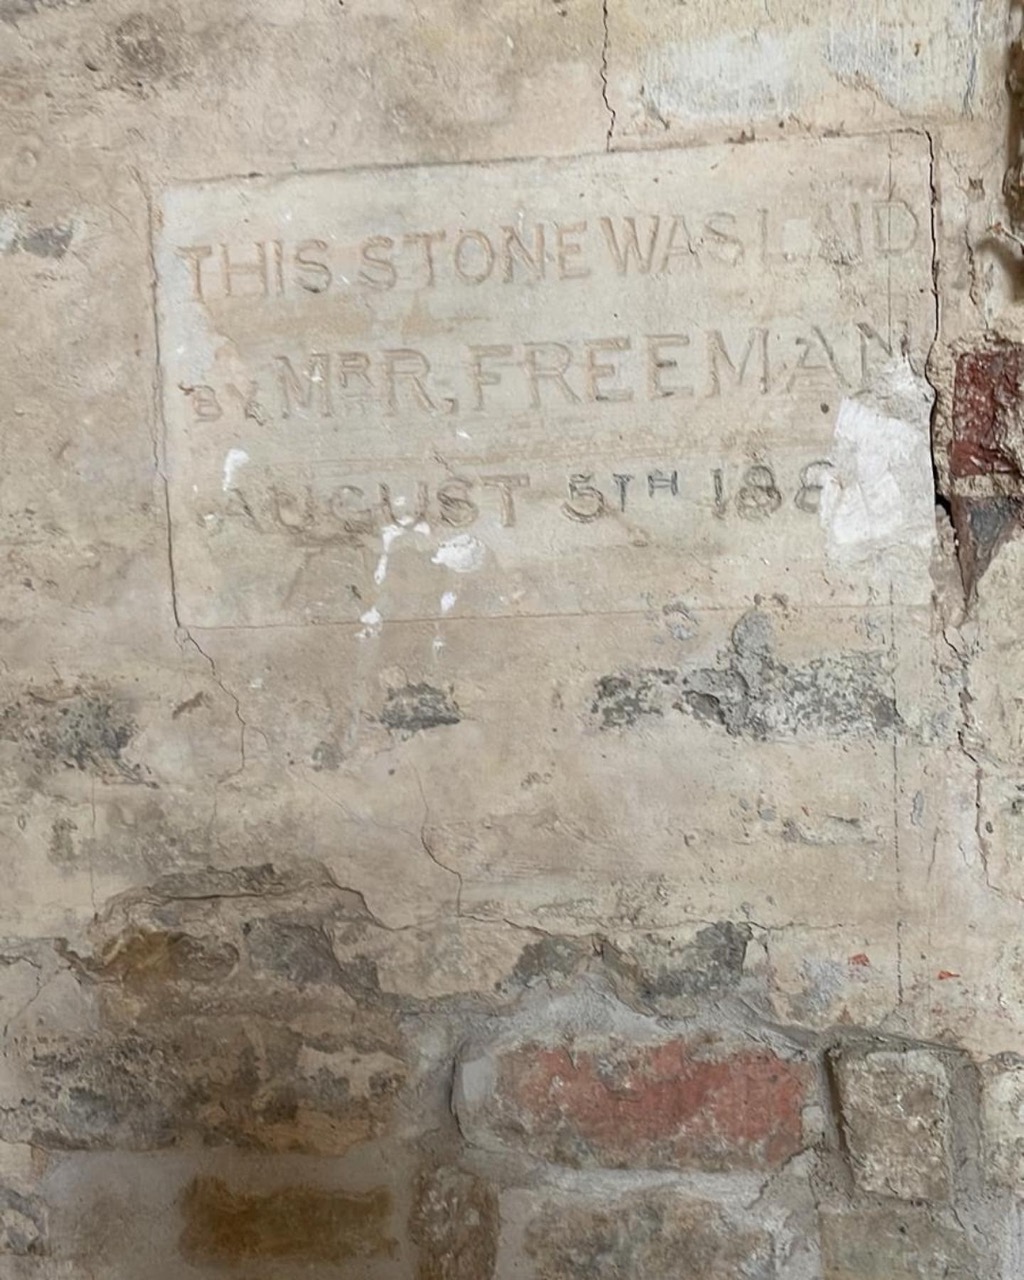 THIS STONE WAS LAID
BY MR R, FREEMAN
AUGUST 5TH